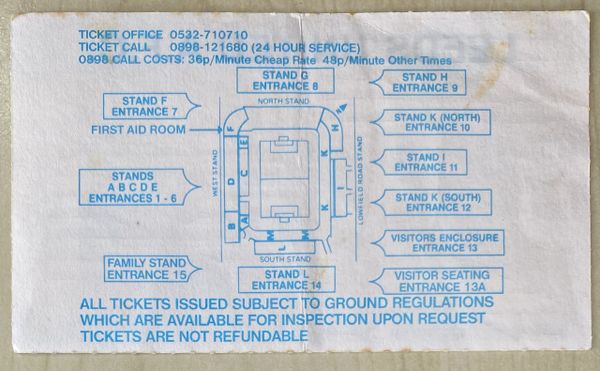 TICKET OFFICE 0532-710710
TICKET CALL 0898-121680 (24 HOUR SERVICE)
0898 CALL COSTS: 36p/Minute Cheap Rate 48p/Minute Other Times
STAND G
ENTRANCE 8
STAND H
ENTRANCE 9
STAND F
ENTRANCE 7
NORTH STAND
STAND K (NORTH)
ENTRANCE 10
FIRST AID ROOM
F
H
N
E
K
STAND I
ENTRANCE 11
WEST STAND
LOWFIELD ROAD STAND
STANDS
A B C D E
ENTRANCES 1 - 6
D
C
I
STAND K (SOUTH)
ENTRANCE 12
B
A
K
M
M
L
VISITORS ENCLOSURE
ENTRANCE 13
SOUTH STAND
FAMILY STAND
ENTRANCE 15
STAND L
ENTRANCE 14
VISITOR SEATING
ENTRANCE 13A
ALL TICKETS ISSUED SUBJECT TO GROUND REGULATIONS
WHICH ARE AVAILABLE FOR INSPECTION UPON REQUEST
TICKETS ARE NOT REFUNDABLE